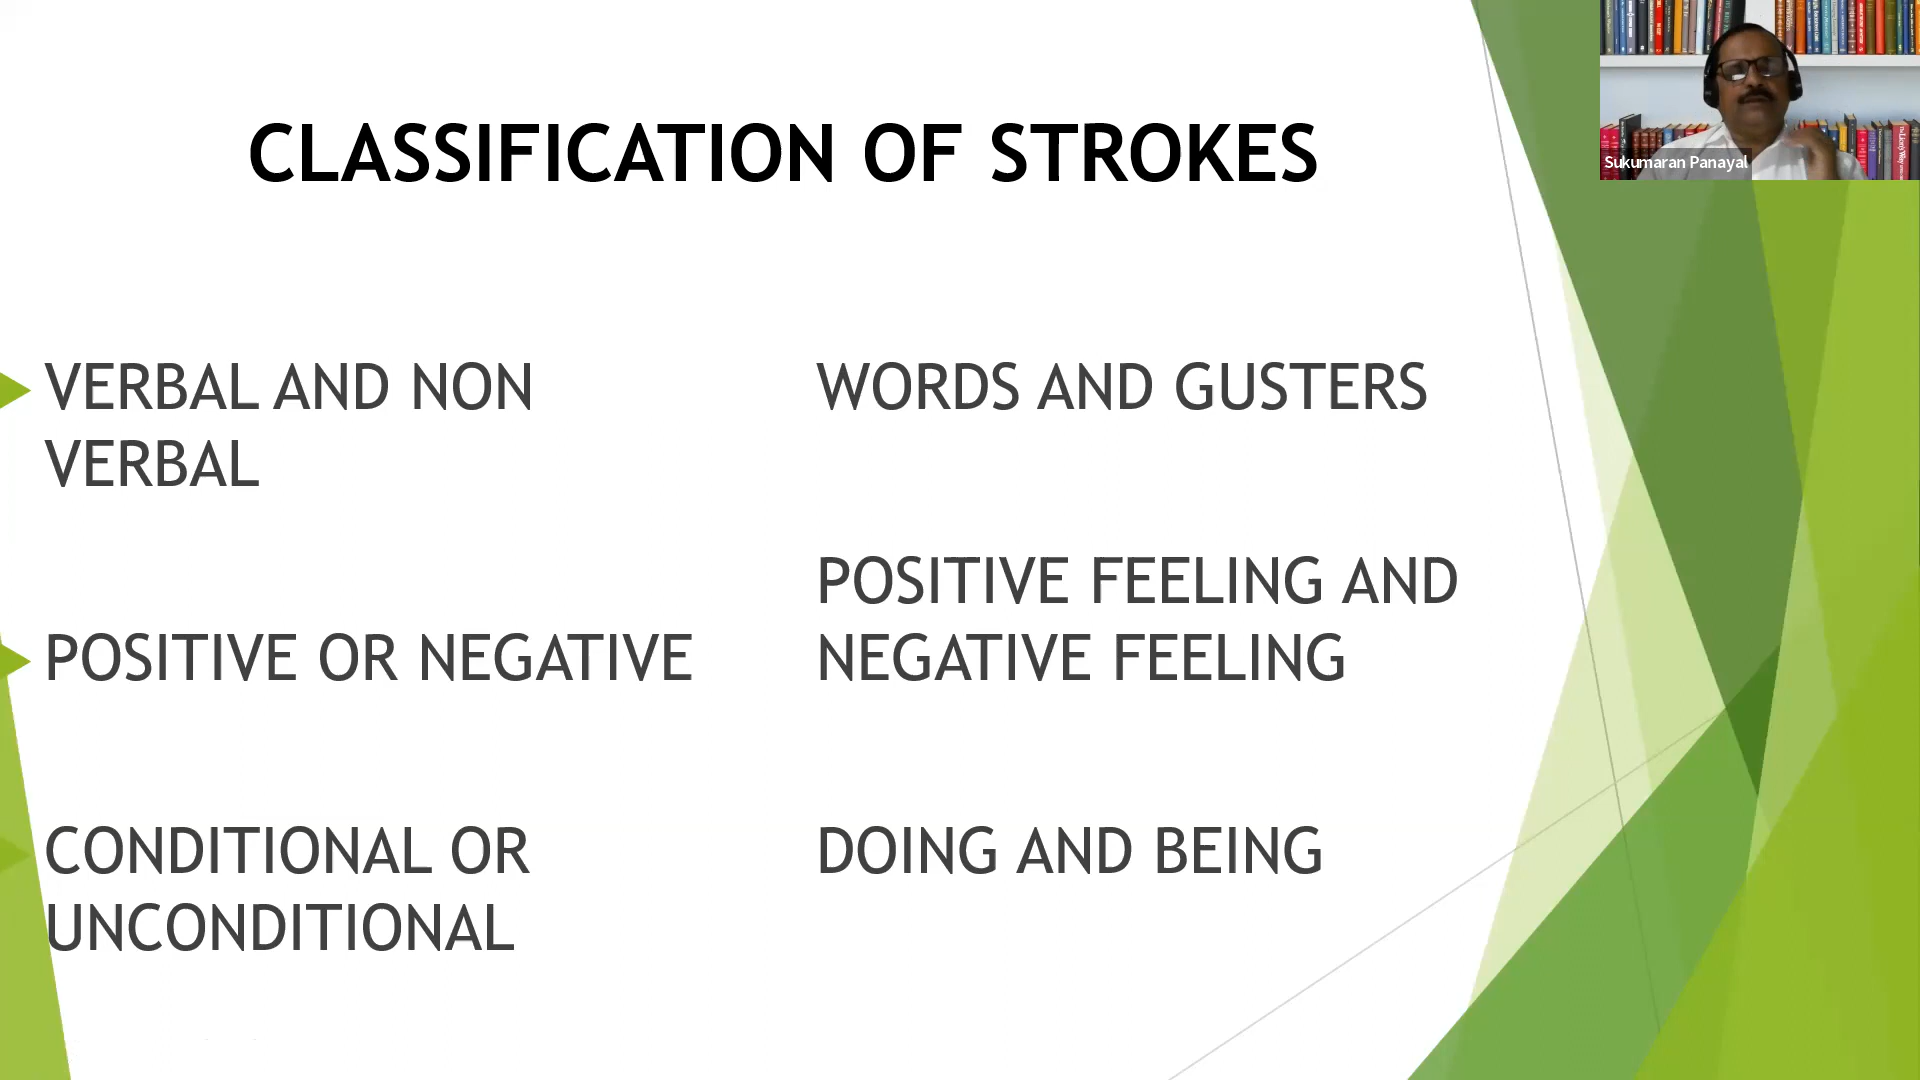 CLASSIFICATION OF STROKES
VERBAL AND NON
VERBAL
WORDS AND GUSTERS
POSITIVE OR NEGATIVE
POSITIVE FEELING AND
NEGATIVE FEELING
CONDITIONAL OR
UNCONDITIONAL
DOING AND BEING
Sukumaran Panayal